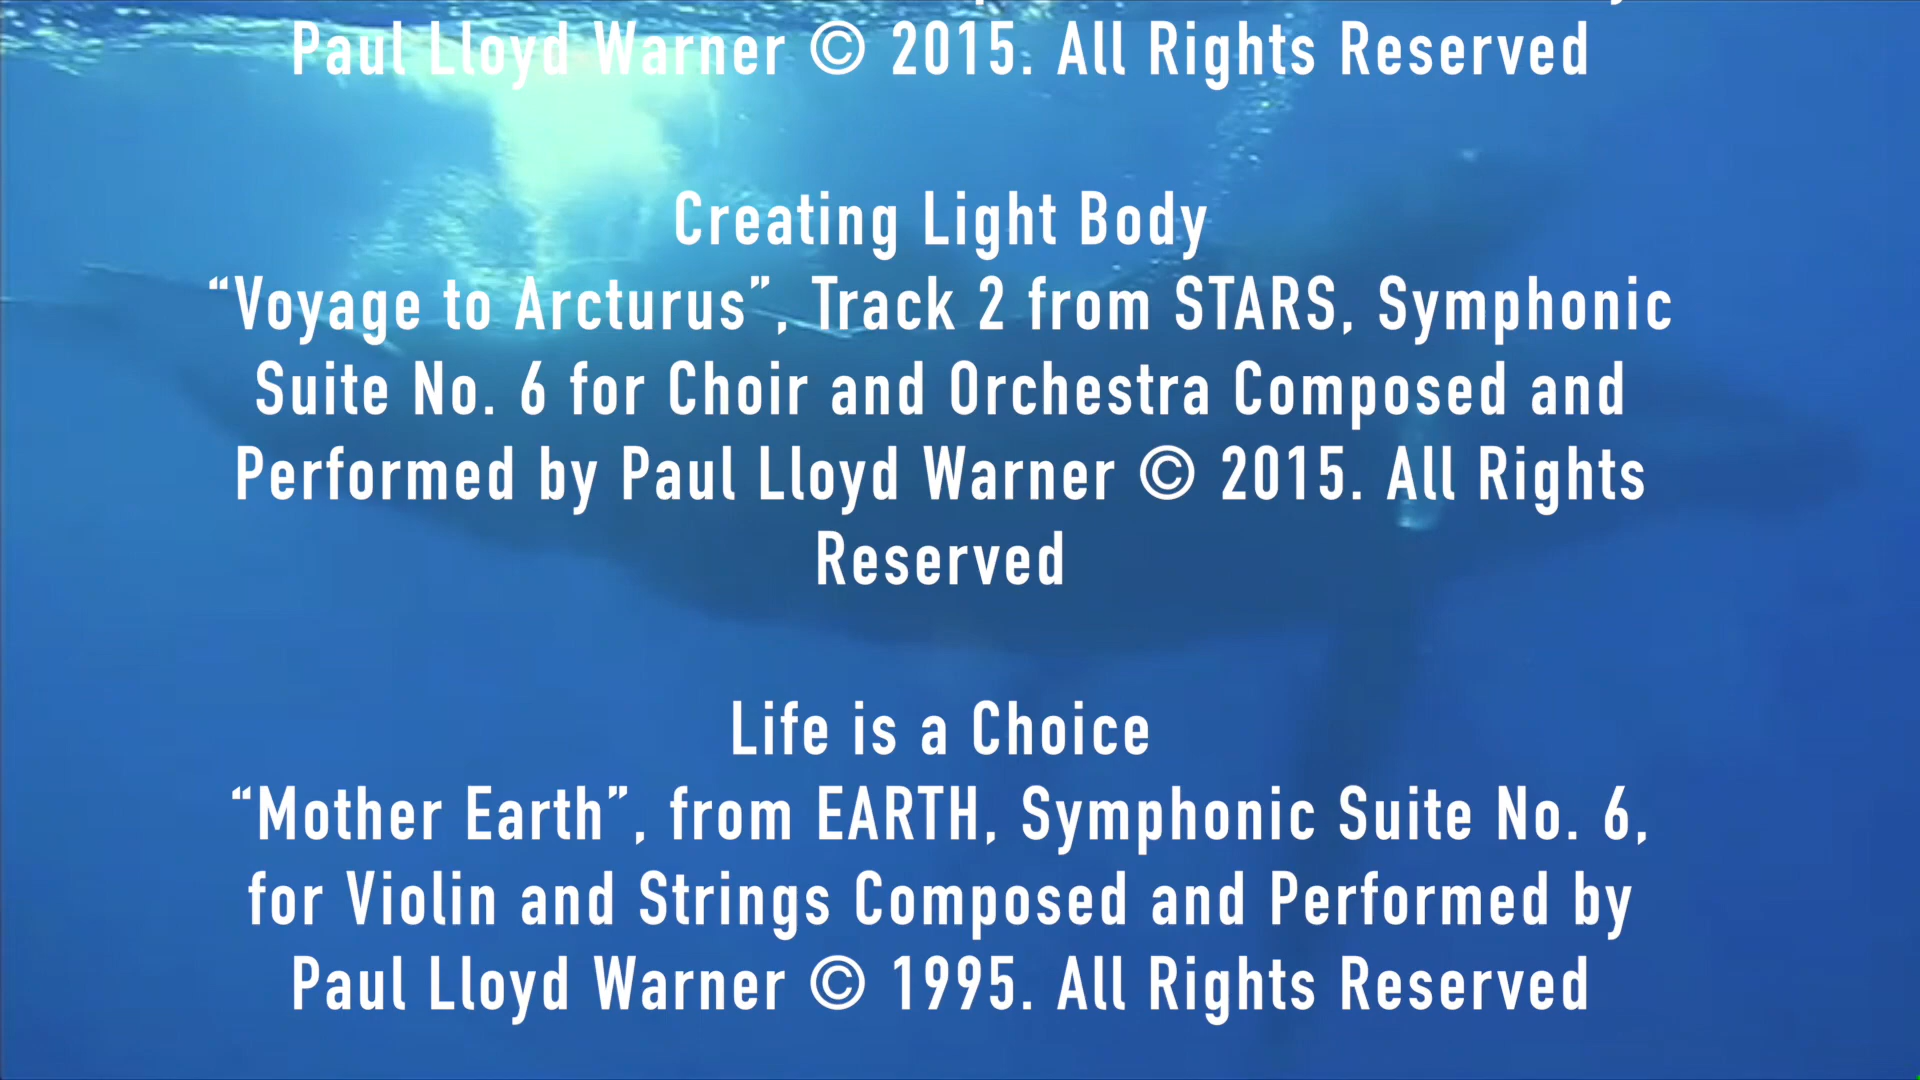 Paul Lloyd Warner © 2015. All Rights Reserved
Creating Light Body
“Voyage to Arcturus”, Track 2 from STARS, Symphonic
Suite No. 6 for Choir and Orchestra Composed and
Performed by Paul Lloyd Warner © 2015. All Rights
Reserved
Life is a Choice
“Mother Earth”, from EARTH, Symphonic Suite No. 6,
for Violin and Strings Composed and Performed by
Paul Lloyd Warner © 1995. All Rights Reserved